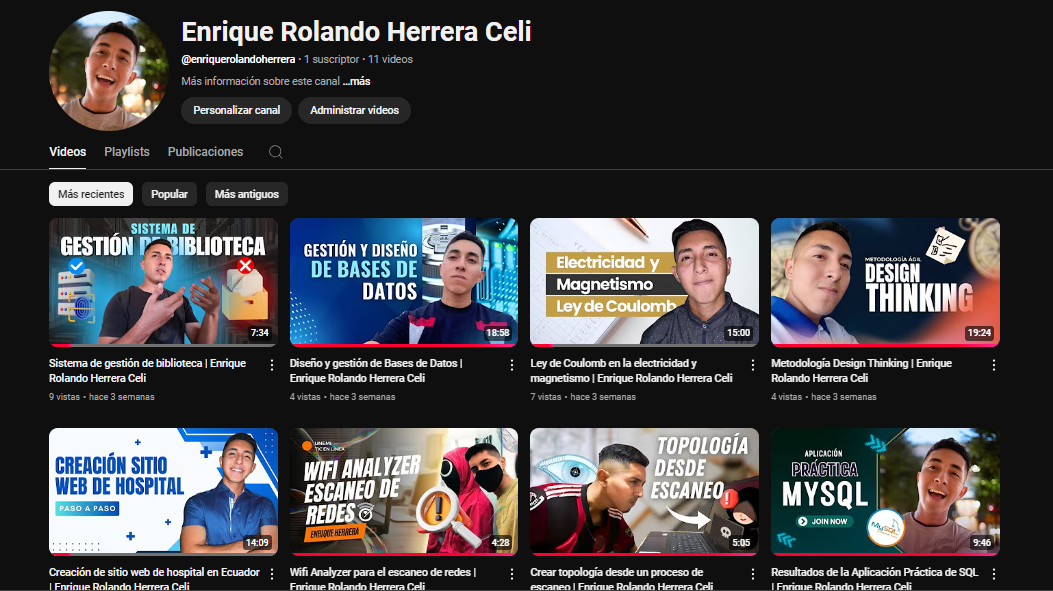 Enrique Rolando Herrera Celi
@enriquerolandoherrera • 1 suscriptor • 11 videos
Más información sobre este canal ...más
Personalizar canal
Administrar videos
Videos
Playlists
Publicaciones
Más recientes
Popular
Más antiguos
SISTEMA DE
GESTIÓN DE BIBLIOTECA
7:34
GESTIÓN Y DISEÑO
DE BASES DE
DATOS
18:58
Electricidad y
Magnetismo
Ley de Coulomb
15:00
METODOLOGÍA ÁGIL
DESIGN
THINKING
19:24
Sistema de gestión de biblioteca | Enrique
Rolando Herrera Celi
9 vistas • hace 3 semanas
Diseño y gestión de Bases de Datos |
Enrique Rolando Herrera Celi
4 vistas • hace 3 semanas
Ley de Coulomb en la electricidad y
magnetismo | Enrique Rolando Herrera Celi
7 vistas • hace 3 semanas
Metodología Design Thinking | Enrique
Rolando Herrera Celi
4 vistas • hace 3 semanas
CREACIÓN SITIO
WEB DE HOSPITAL
PASO A PASO
14:09
UNEMI
TIC EN LÍNEA
WIFI ANALYZER
ESCANEO DE
REDES
ENRIQUE HERRERA
4:28
TOPOLOGÍA
DESDE
ESCANEO
5:05
APLICACIÓN
PRÁCTICA
MYSQL
JOIN NOW
MySQL
9:46
Creación de sitio web de hospital en Ecuador
| Enrique Rolando Herrera Celi
Wifi Analyzer para el escaneo de redes |
Enrique Rolando Herrera Celi
Crear topología desde un proceso de
escaneo | Enrique Rolando Herrera Celi
Resultados de la Aplicación Práctica de SQL
| Enrique Rolando Herrera Celi